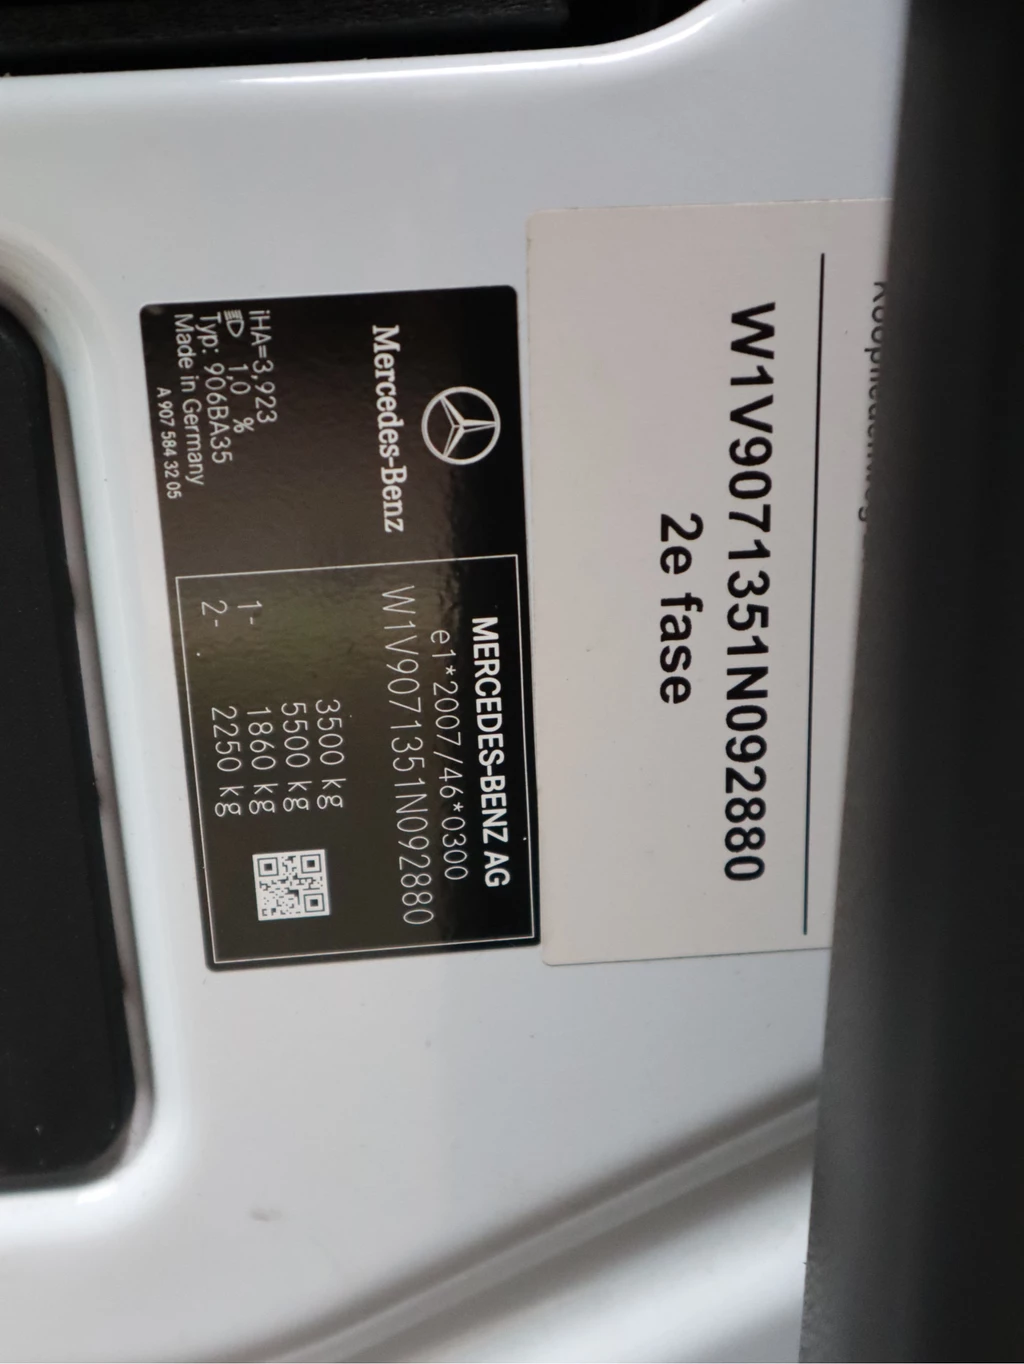 W1V9071351N092880
2e fase
Mercedes-Benz
iHA=3,923
1,0 %
Typ: 906BA35
Made in Germany
A 907 584 32 05
MERCEDES-BENZ AG
e1*2007/46*0300
W1V9071351N092880
3500 kg
5500 kg
1- 1860 kg
2- 2250 kg